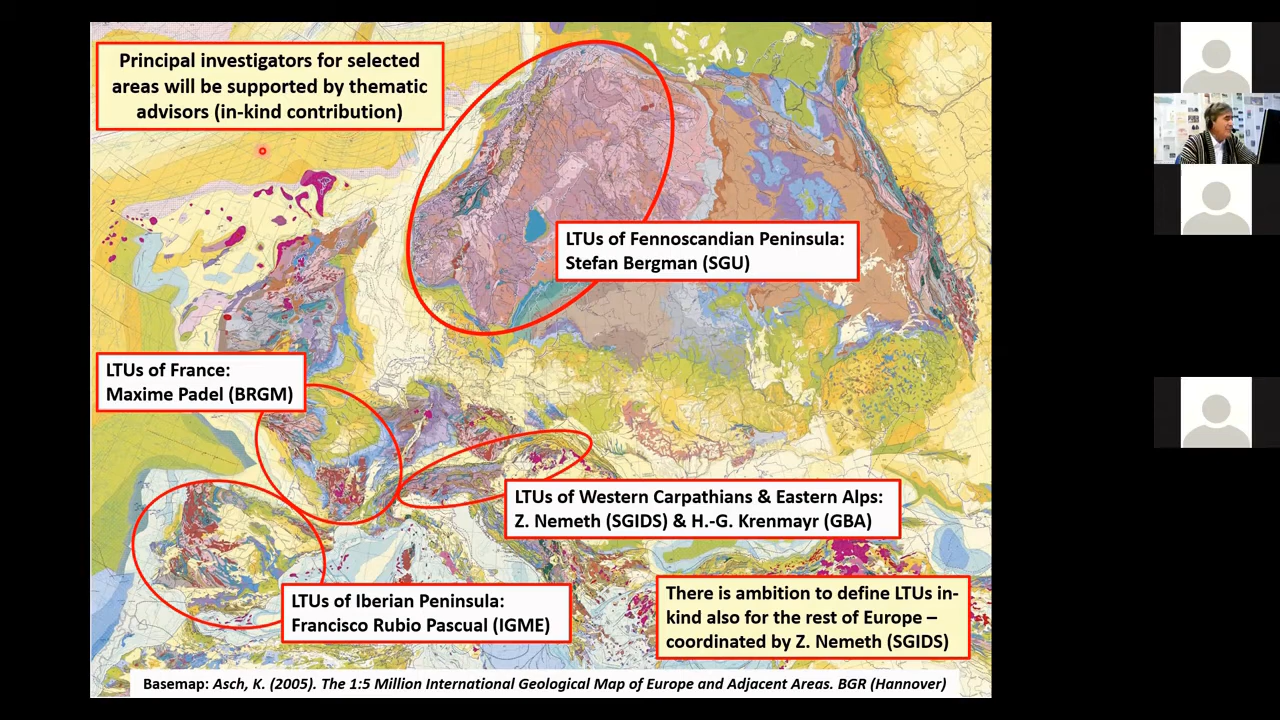 Principal investigators for selected
areas will be supported by thematic
advisors (in-kind contribution)
LTUs of Fennoscandian Peninsula:
Stefan Bergman (SGU)
LTUs of France:
Maxime Padel (BRGM)
LTUs of Western Carpathians & Eastern Alps:
Z. Nemeth (SGIDS) & H.-G. Krenmayr (GBA)
LTUs of Iberian Peninsula:
Francisco Rubio Pascual (IGME)
There is ambition to define LTUs in-
kind also for the rest of Europe –
coordinated by Z. Nemeth (SGIDS)
Basemap: Asch, K. (2005). The 1:5 Million International Geological Map of Europe and Adjacent Areas. BGR (Hannover)